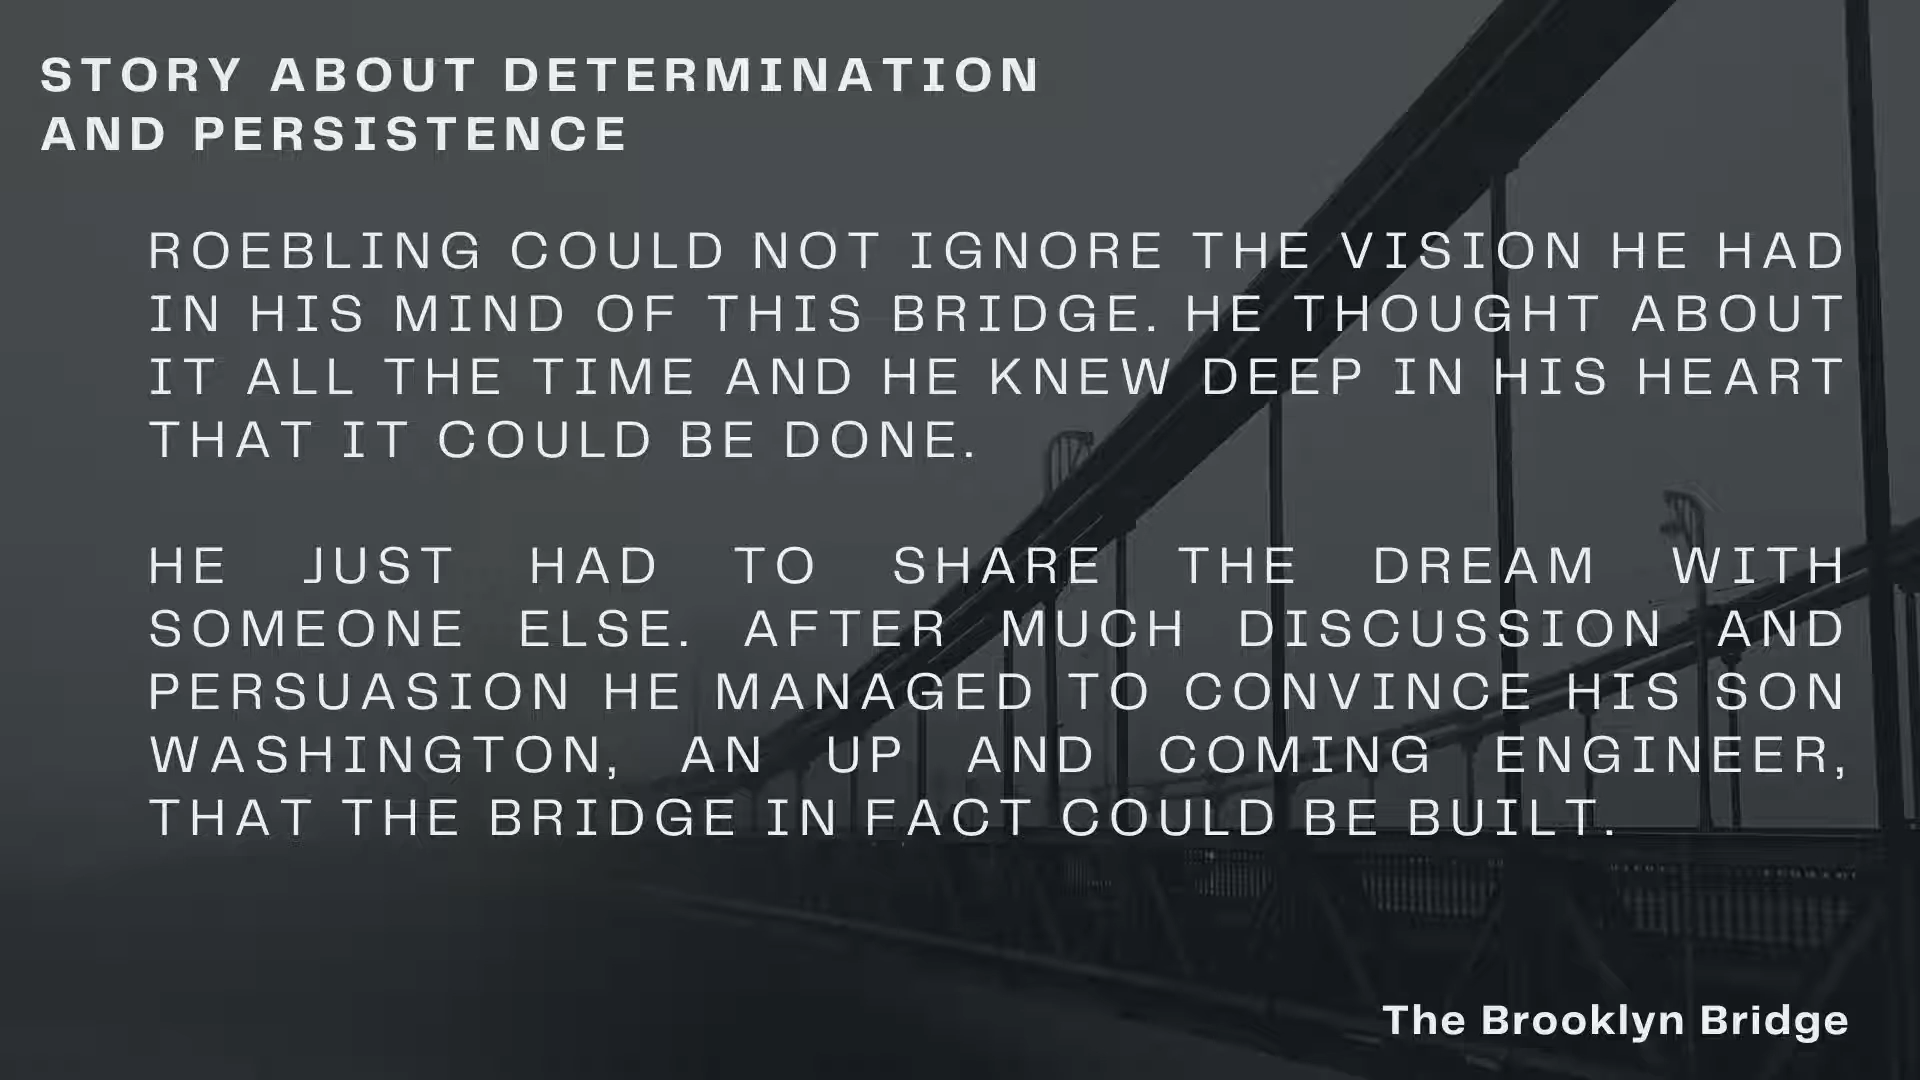 STORY ABOUT DETERMINATION
AND PERSISTENCE
ROEBLING COULD NOT IGNORE THE VISION HE HAD
IN HIS MIND OF THIS BRIDGE. HE THOUGHT ABOUT
IT ALL THE TIME AND HE KNEW DEEP IN HIS HEART
THAT IT COULD BE DONE.
HE JUST HAD TO SHARE THE DREAM WITH
SOMEONE ELSE. AFTER MUCH DISCUSSION AND
PERSUASION HE MANAGED TO CONVINCE HIS SON
WASHINGTON, AN UP AND COMING ENGINEER,
THAT THE BRIDGE IN FACT COULD BE BUILT.
The Brooklyn Bridge